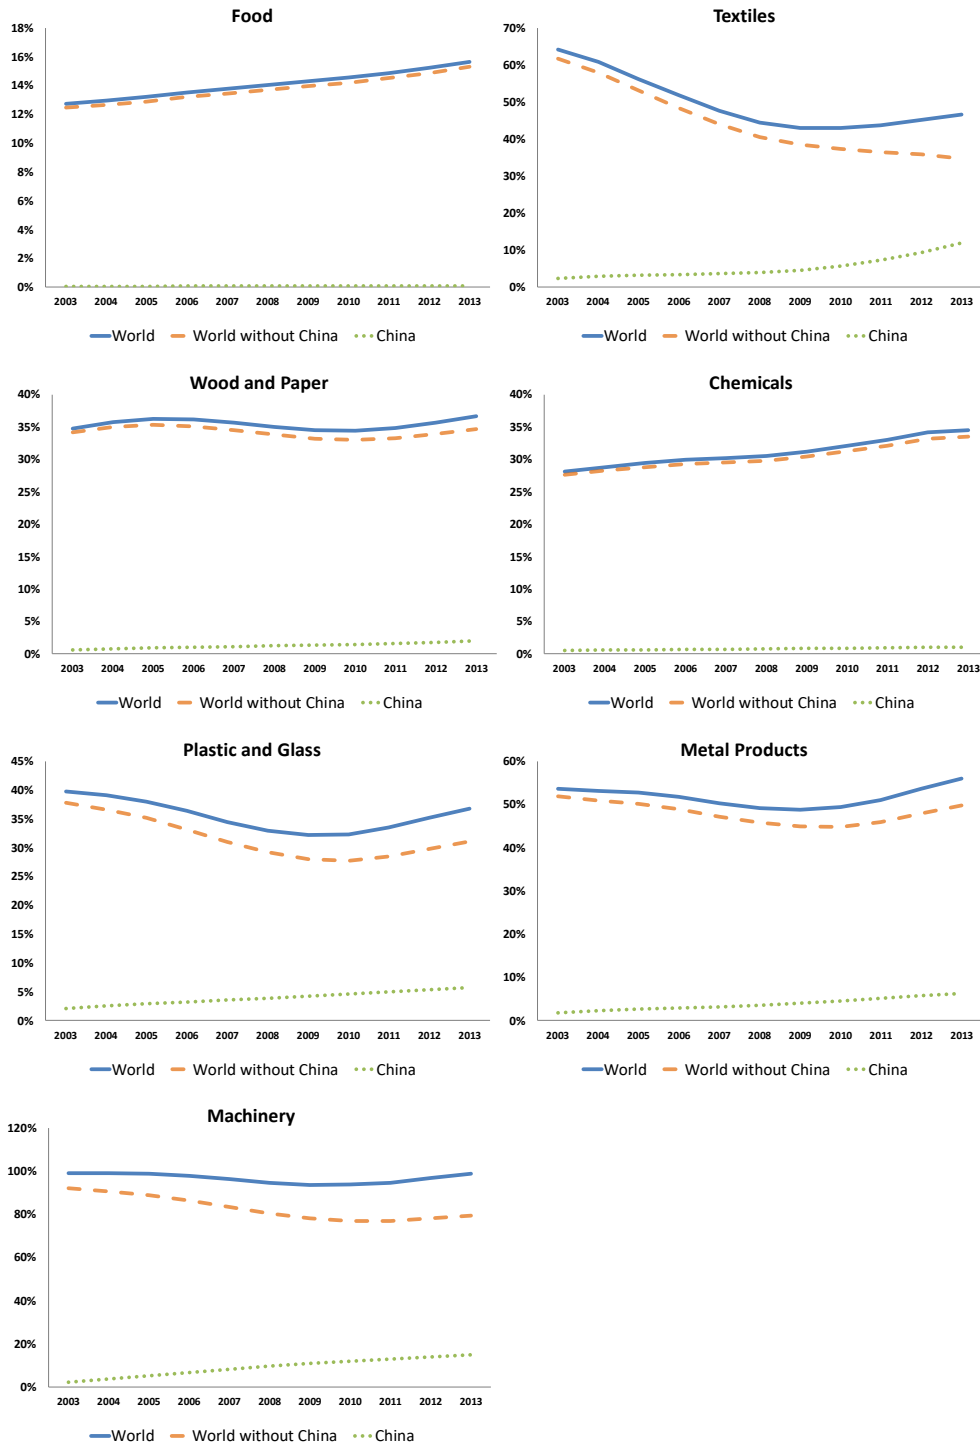 Food
18%
16%
14%
12%
10%
8%
6%
4%
2%
0%
2003 2004 2005 2006 2007 2008 2009 2010 2011 2012 2013
World World without China China
Textiles
70%
60%
50%
40%
30%
20%
10%
0%
2003 2004 2005 2006 2007 2008 2009 2010 2011 2012 2013
World World without China China
Wood and Paper
40%
35%
30%
25%
20%
15%
10%
5%
0%
2003 2004 2005 2006 2007 2008 2009 2010 2011 2012 2013
World World without China China
Chemicals
40%
35%
30%
25%
20%
15%
10%
5%
0%
2003 2004 2005 2006 2007 2008 2009 2010 2011 2012 2013
World World without China China
Plastic and Glass
45%
40%
35%
30%
25%
20%
15%
10%
5%
0%
2003 2004 2005 2006 2007 2008 2009 2010 2011 2012 2013
World World without China China
Metal Products
60%
50%
40%
30%
20%
10%
0%
2003 2004 2005 2006 2007 2008 2009 2010 2011 2012 2013
World World without China China
Machinery
120%
100%
80%
60%
40%
20%
0%
2003 2004 2005 2006 2007 2008 2009 2010 2011 2012 2013
World World without China China